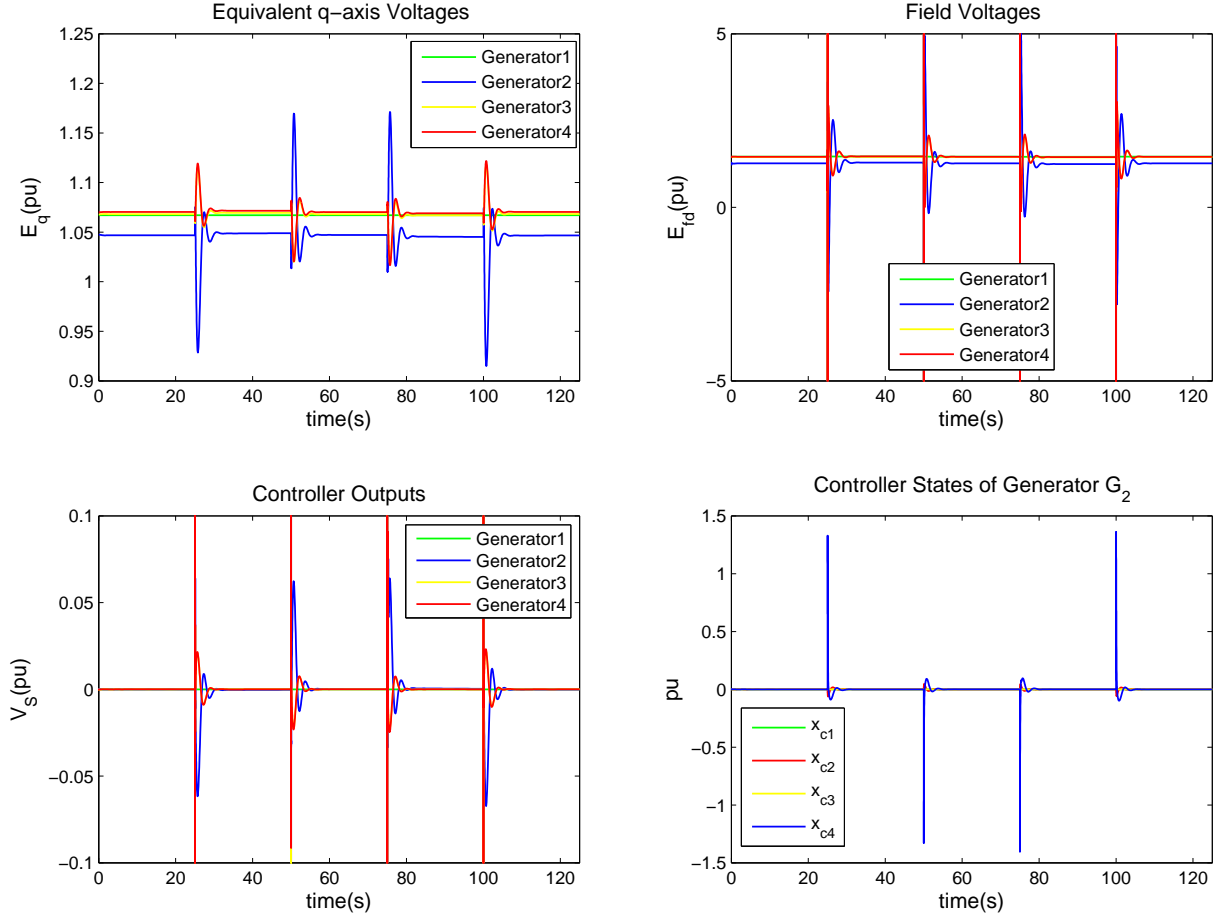 Equivalent q−axis Voltages
E_q(pu)
1.25
1.2
1.15
1.1
1.05
1
0.95
0.9
0 20 40 60 80 100 120
time(s)
Generator1
Generator2
Generator3
Generator4
Field Voltages
E_fd(pu)
5
0
−5
0 20 40 60 80 100 120
time(s)
Generator1
Generator2
Generator3
Generator4
Controller Outputs
V_S(pu)
0.1
0.05
0
−0.05
−0.1
0 20 40 60 80 100 120
time(s)
Generator1
Generator2
Generator3
Generator4
Controller States of Generator G_2
pu
1.5
1
0.5
0
−0.5
−1
−1.5
0 20 40 60 80 100 120
time(s)
x_c1
x_c2
x_c3
x_c4